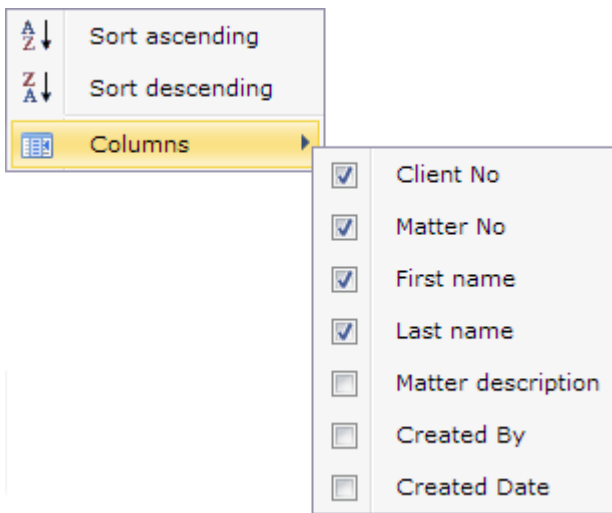 Sort ascending
Sort descending
Columns
Client No
Matter No
First name
Last name
Matter description
Created By
Created Date